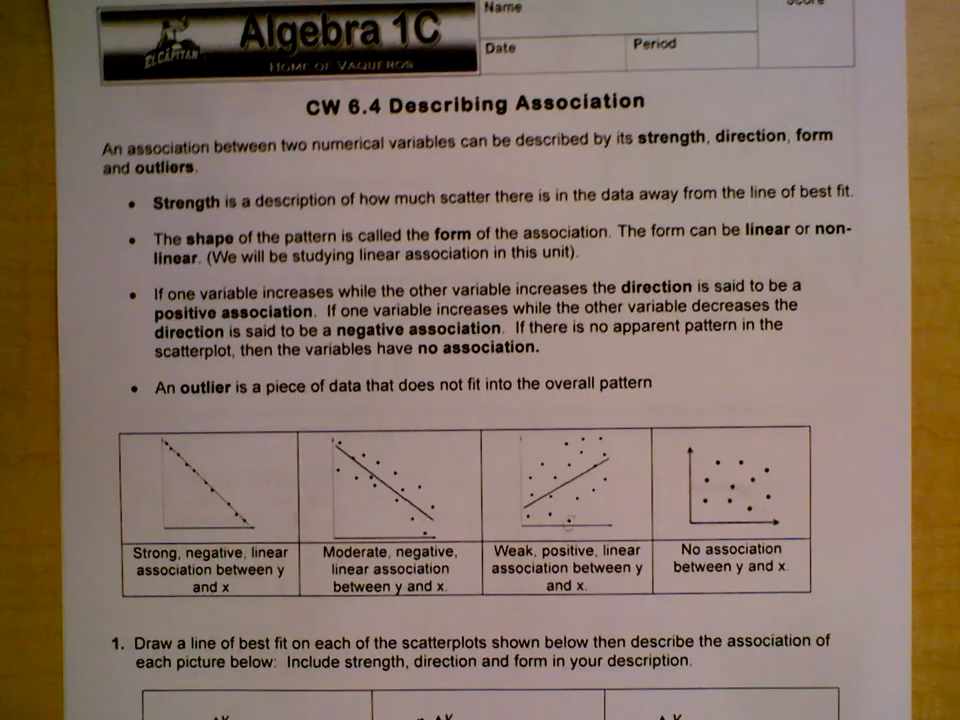 Algebra 1C
EL CAPITAN
HOME OF VAQUEROS
Name
Score
Date
Period
CW 6.4 Describing Association
An association between two numerical variables can be described by its strength, direction, form
and outliers.
• Strength is a description of how much scatter there is in the data away from the line of best fit.
• The shape of the pattern is called the form of the association. The form can be linear or non-
linear. (We will be studying linear association in this unit).
• If one variable increases while the other variable increases the direction is said to be a
positive association. If one variable increases while the other variable decreases the
direction is said to be a negative association. If there is no apparent pattern in the
scatterplot, then the variables have no association.
• An outlier is a piece of data that does not fit into the overall pattern
Strong, negative, linear
association between y
and x
Moderate, negative,
linear association
between y and x.
Weak, positive, linear
association between y
and x.
No association
between y and x.
1. Draw a line of best fit on each of the scatterplots shown below then describe the association of
each picture below: Include strength, direction and form in your description.